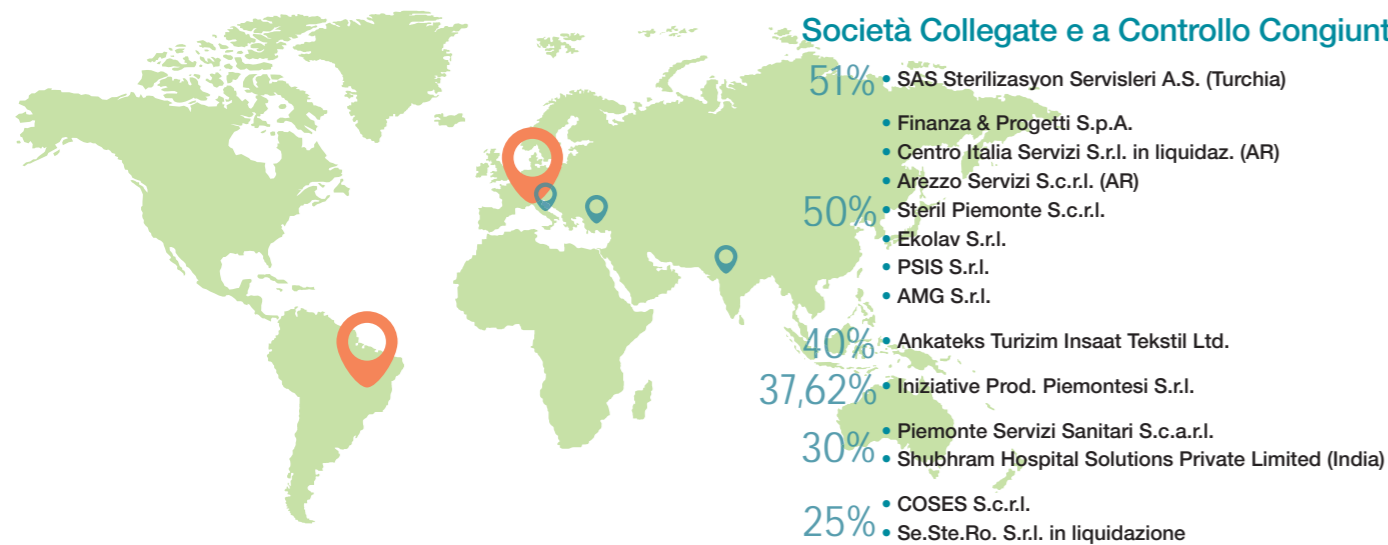 Società Collegate e a Controllo Congiunt
51% • SAS Sterilizasyon Servisleri A.S. (Turchia)
• Finanza & Progetti S.p.A.
• Centro Italia Servizi S.r.l. in liquidaz. (AR)
• Arezzo Servizi S.c.r.l. (AR)
50% • Steril Piemonte S.c.r.l.
• Ekolav S.r.l.
• PSIS S.r.l.
• AMG S.r.l.
40% • Ankateks Turizim Insaat Tekstil Ltd.
37,62% • Iniziative Prod. Piemontesi S.r.l.
• Piemonte Servizi Sanitari S.c.a.r.l.
30% • Shubhram Hospital Solutions Private Limited (India)
• COSES S.c.r.l.
25% • Se.Ste.Ro. S.r.l. in liquidazione